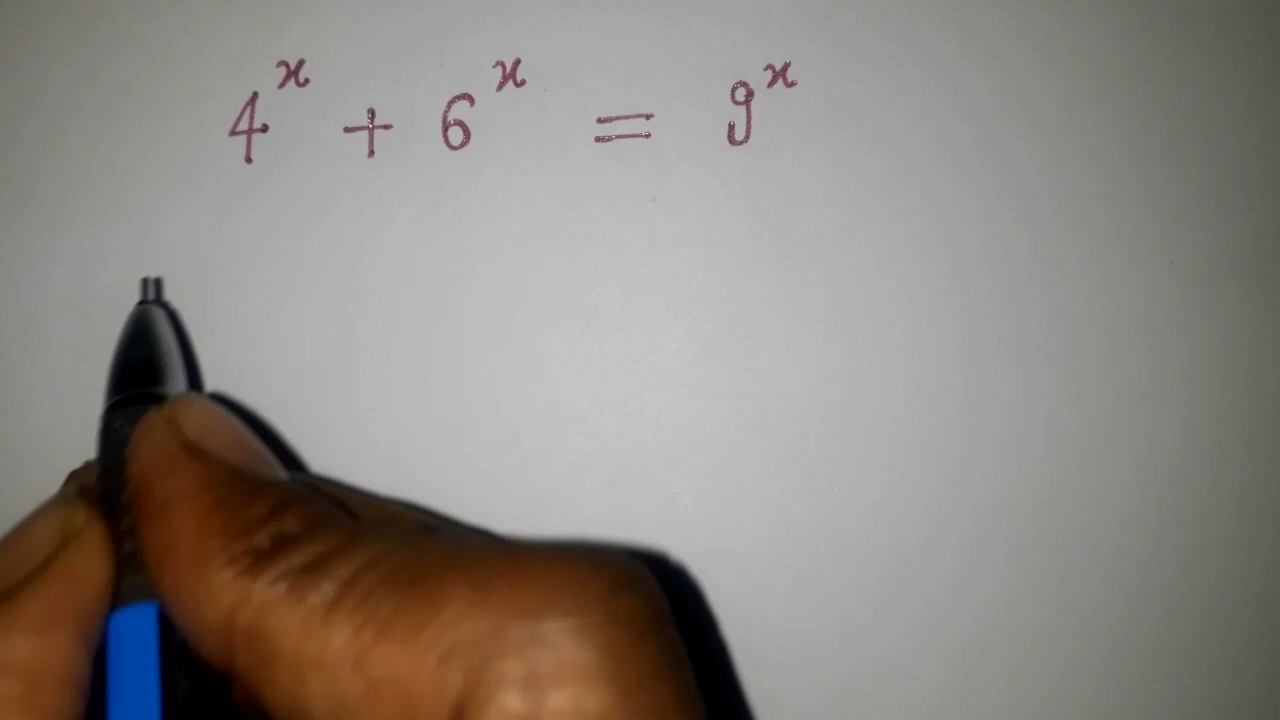 4^x + 6^x = 9^x